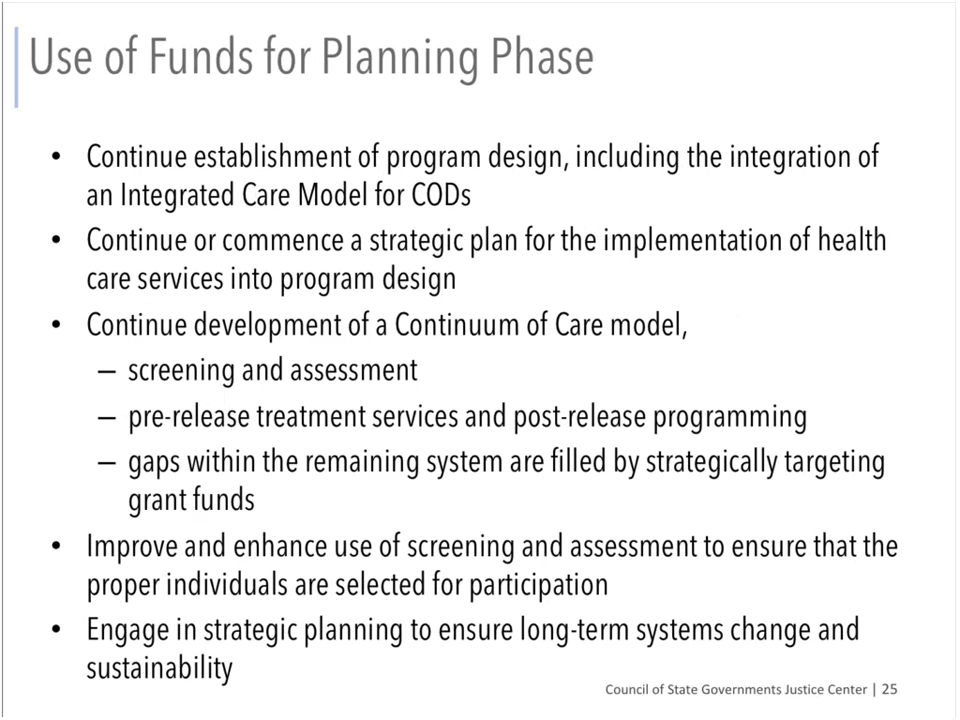 Use of Funds for Planning Phase
• Continue establishment of program design, including the integration of
an Integrated Care Model for CODs
• Continue or commence a strategic plan for the implementation of health
care services into program design
• Continue development of a Continuum of Care model,
– screening and assessment
– pre-release treatment services and post-release programming
– gaps within the remaining system are filled by strategically targeting
grant funds
• Improve and enhance use of screening and assessment to ensure that the
proper individuals are selected for participation
• Engage in strategic planning to ensure long-term systems change and
sustainability
Council of State Governments Justice Center | 25